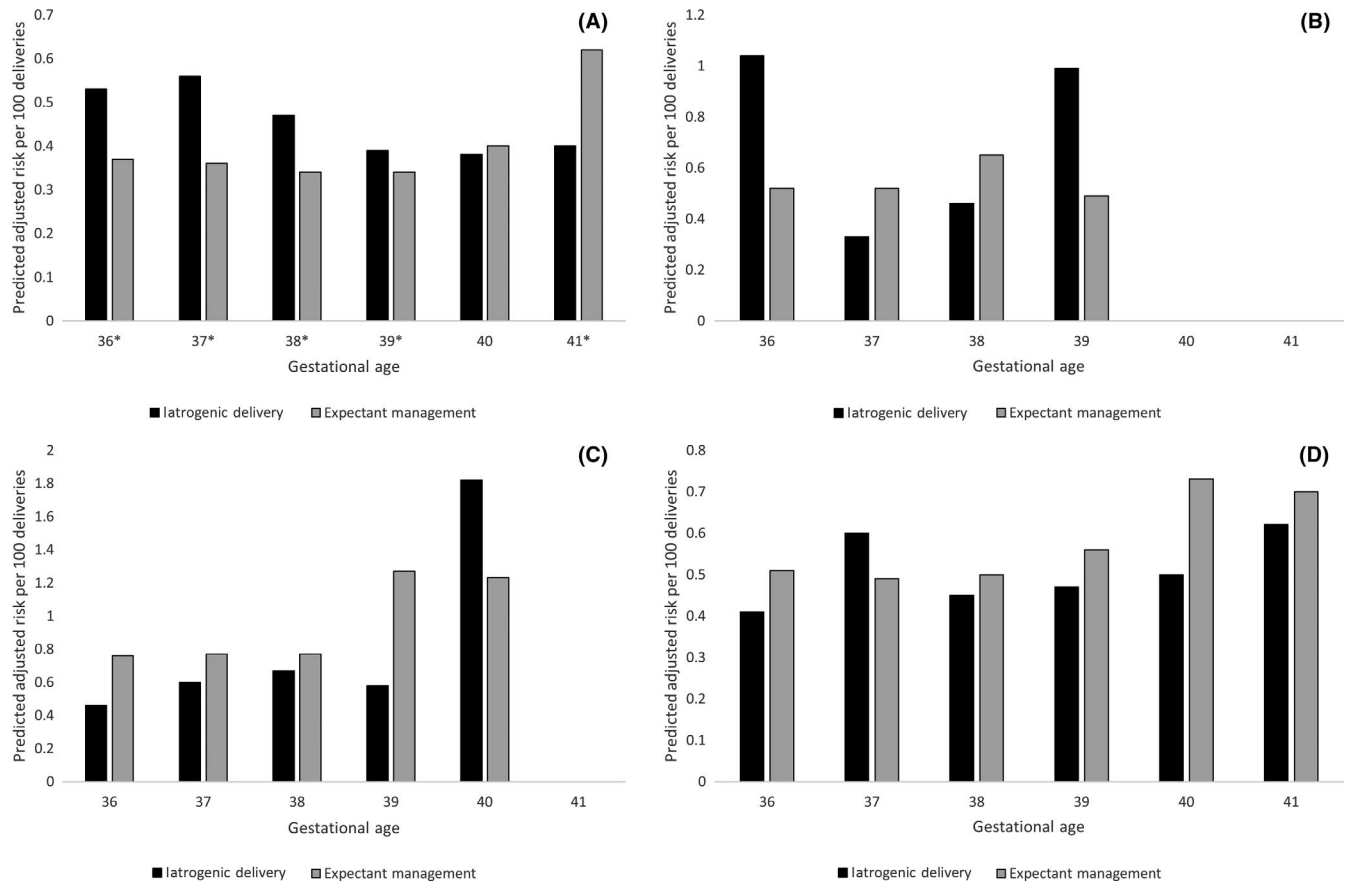 (A)
Predicted adjusted risk per 100 deliveries
0.7
0.6
0.5
0.4
0.3
0.2
0.1
0
36* 37* 38* 39* 40 41*
Gestational age
Iatrogenic delivery Expectant management
(B)
Predicted adjusted risk per 100 deliveries
1.2
1
0.8
0.6
0.4
0.2
0
36 37 38 39 40 41
Gestational age
Iatrogenic delivery Expectant management
(C)
Predicted adjusted risk per 100 deliveries
2
1.8
1.6
1.4
1.2
1
0.8
0.6
0.4
0.2
0
36 37 38 39 40 41
Gestational age
Iatrogenic delivery Expectant management
(D)
Predicted adjusted risk per 100 deliveries
0.8
0.7
0.6
0.5
0.4
0.3
0.2
0.1
0
36 37 38 39 40 41
Gestational age
Iatrogenic delivery Expectant management